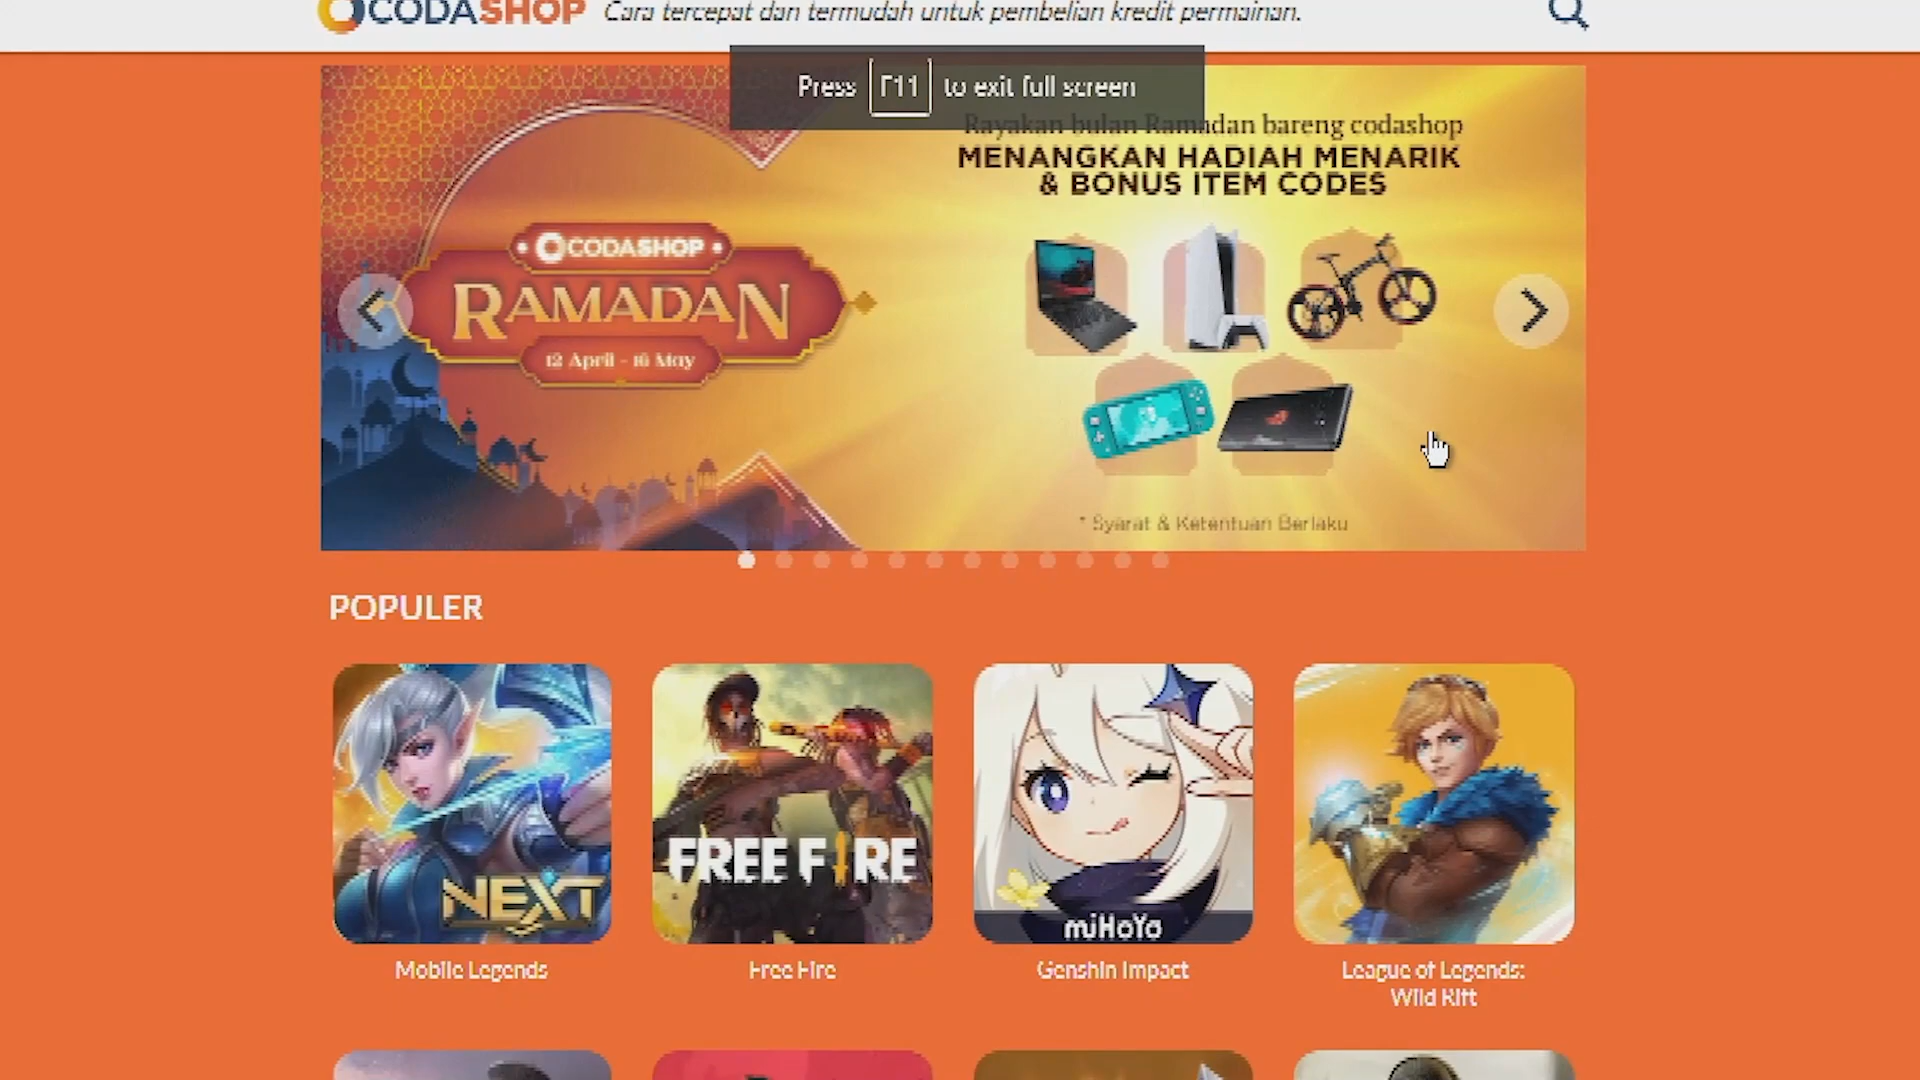 CODASHOP Cara tercepat dan termudah untuk pembelian kredit permainan.
Press F11 to exit full screen
Rayakan bulan Ramadan bareng codashop
MENANGKAN HADIAH MENARIK
& BONUS ITEM CODES
CODASHOP
RAMADAN
12 April - 16 May
* Syarat & Ketentuan Berlaku
POPULER
NEXT
FREE FIRE
miHoYo
Mobile Legends
Free Fire
Genshin Impact
League of Legends:
Wild Rift